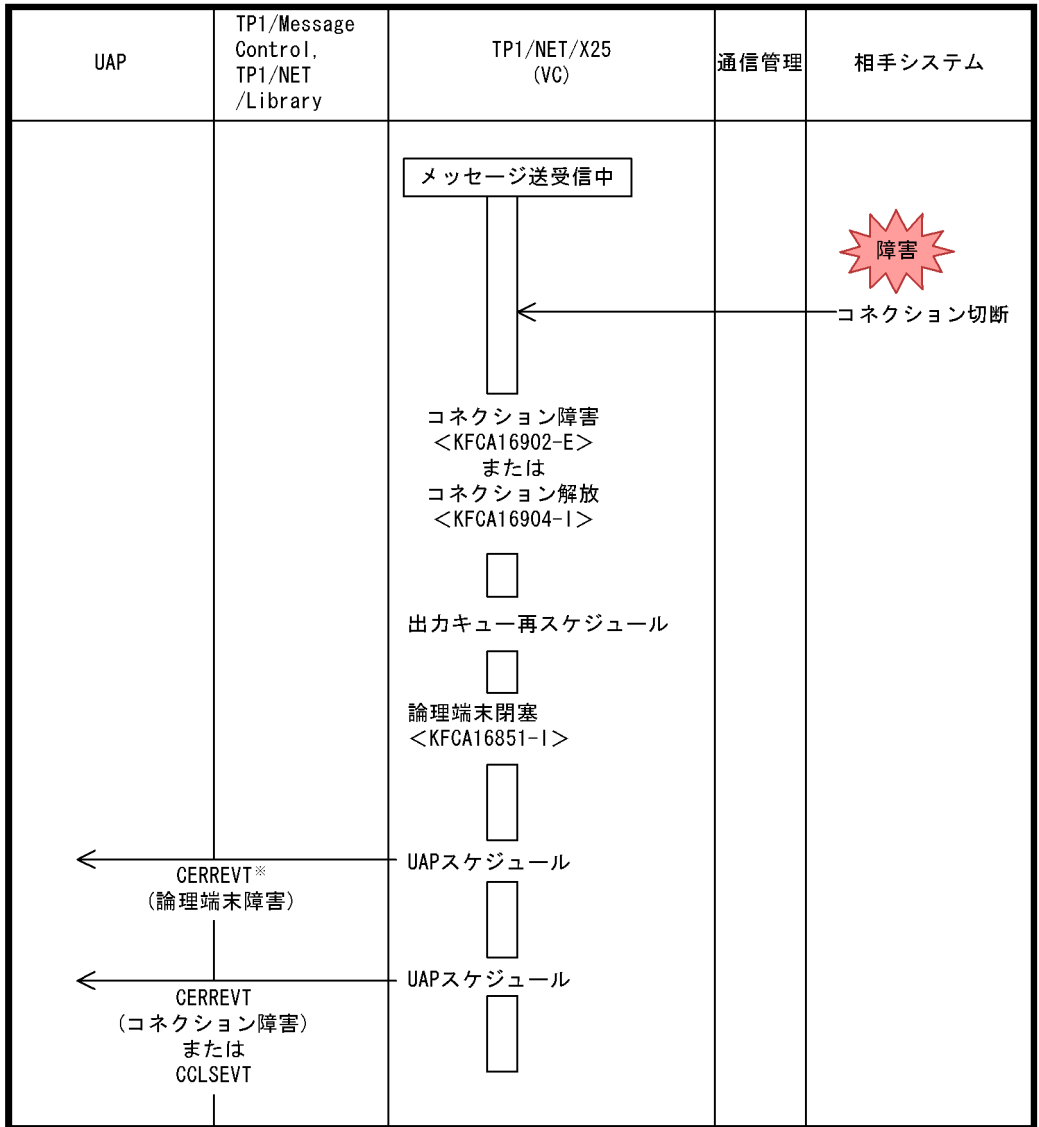 UAP
TP1/Message
Control,
TP1/NET
/Library
TP1/NET/X25
(VC)
通信管理
相手システム
メッセージ送受信中
障害
コネクション切断
コネクション障害
<KFCA16902-E>
または
コネクション解放
<KFCA16904-I>
出力キュー再スケジュール
論理端末閉塞
<KFCA16851-I>
UAPスケジュール
CERREVT※
(論理端末障害)
UAPスケジュール
CERREVT
(コネクション障害)
または
CCLSEVT